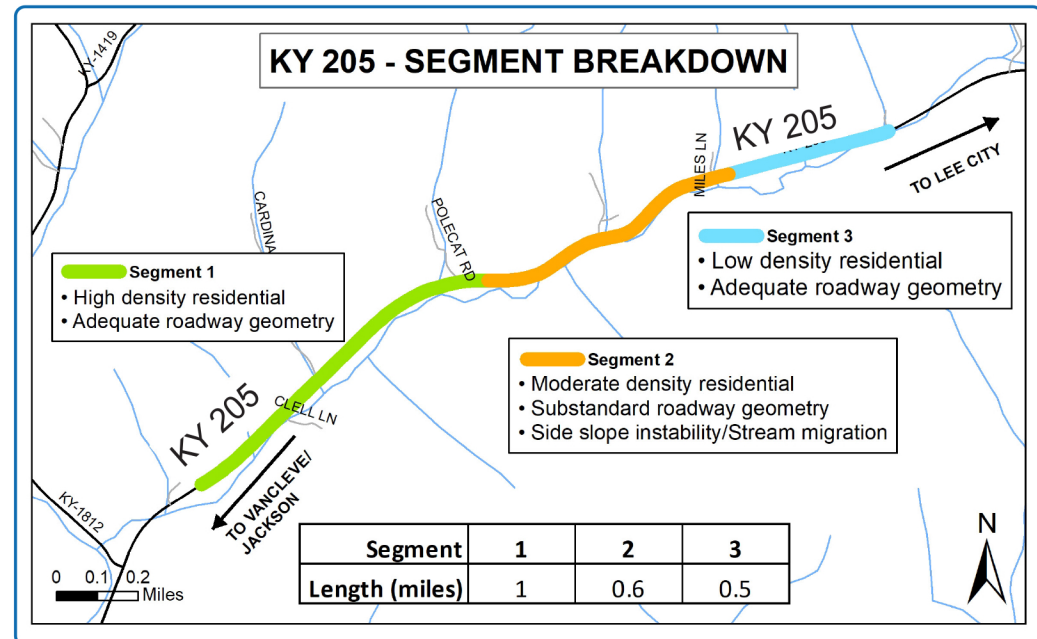 KY 205 - SEGMENT BREAKDOWN
KY-1419
KY 205
TO LEE CITY
MILES LN
CARDINA
POLECAT RD
Segment 3
• Low density residential
• Adequate roadway geometry
Segment 1
• High density residential
• Adequate roadway geometry
Segment 2
• Moderate density residential
• Substandard roadway geometry
• Side slope instability/Stream migration
CLELL LN
KY 205
TO VANCLEVE/
JACKSON
KY-1812
Segment 1 2 3
Length (miles) 1 0.6 0.5
0 0.1 0.2
Miles
N